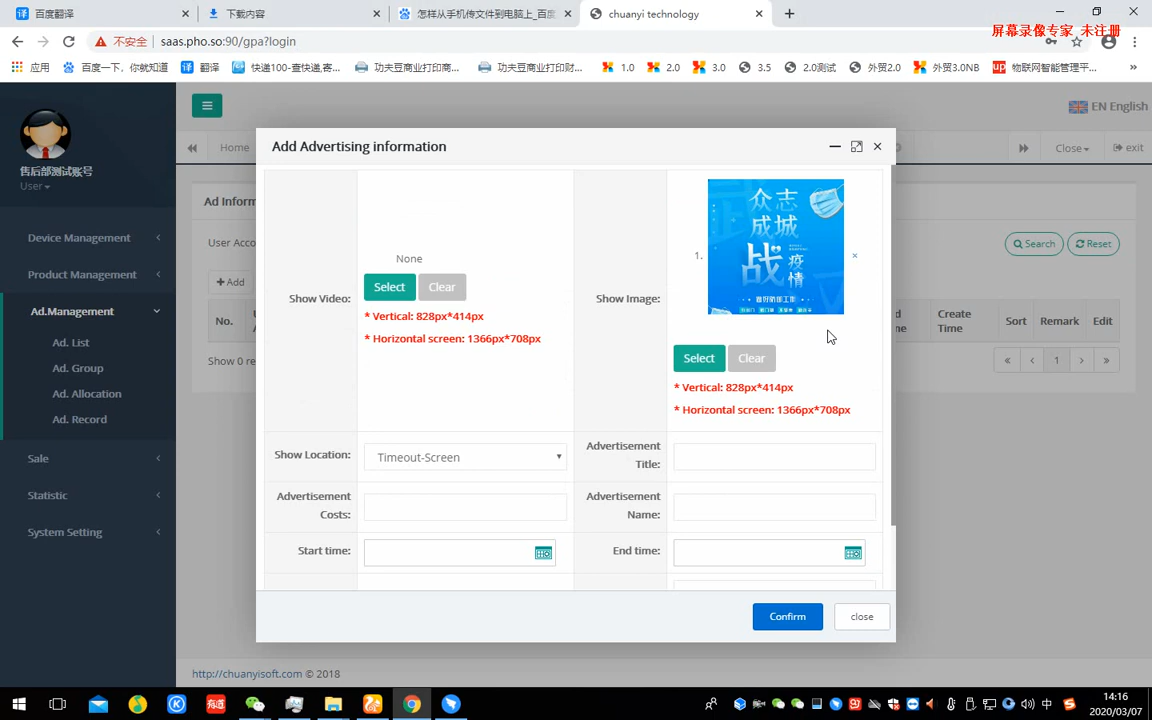 百度翻译
下载内容
怎样从手机传文件到电脑上_百度
chuanyi technology
不安全
saas.pho.so:90/gpa?login
屏幕录像专家 未注册
应用
百度一下，你就知道
翻译
快递100-查快递,寄...
功夫豆商业打印商...
功夫豆商业打印财...
1.0
2.0
3.0
3.5
2.0测试
外贸2.0
外贸3.0NB
物联网智能管理平...
售后部测试账号
User
EN English
Home
Close
exit
Device Management
Product Management
Ad.Management
Ad. List
Ad. Group
Ad. Allocation
Ad. Record
Sale
Statistic
System Setting
Ad Inform
User Acco
Search
Reset
+Add
No.
Create
Time
Sort
Remark
Edit
Show 0 re
1
Add Advertising information
Show Video:
None
Select
Clear
* Vertical: 828px*414px
* Horizontal screen: 1366px*708px
Show Image:
1.
众志
成城
战
疫
情
Select
Clear
* Vertical: 828px*414px
* Horizontal screen: 1366px*708px
Show Location:
Timeout-Screen
Advertisement
Title:
Advertisement
Costs:
Advertisement
Name:
Start time:
End time:
Confirm
close
http://chuanyisoft.com © 2018
中
14:16
2020/03/07